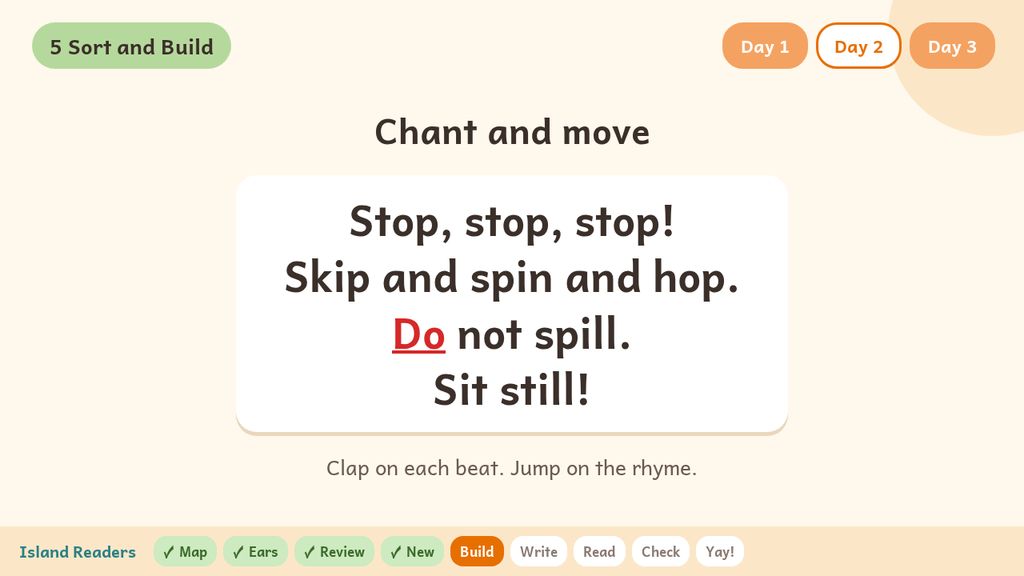 5 Sort and Build
Day 1
Day 2
Day 3
Chant and move
Stop, stop, stop!
Skip and spin and hop.
Do not spill.
Sit still!
Clap on each beat. Jump on the rhyme.
Island Readers
✓ Map
✓ Ears
✓ Review
✓ New
Build
Write
Read
Check
Yay!